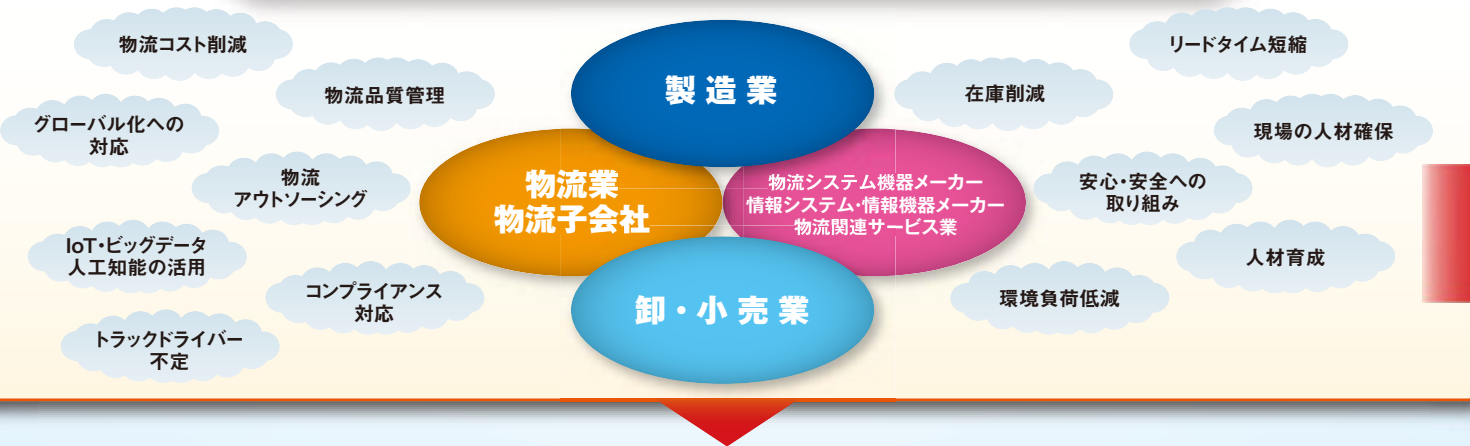 物流コスト削減
物流品質管理
グローバル化への
対応
物流
アウトソーシング
IoT・ビッグデータ
人工知能の活用
コンプライアンス
対応
トラックドライバー
不定
製造業
物流業
物流子会社
物流システム機器メーカー
情報システム・情報機器メーカー
物流関連サービス業
卸・小売業
リードタイム短縮
在庫削減
現場の人材確保
安心・安全への
取り組み
人材育成
環境負荷低減